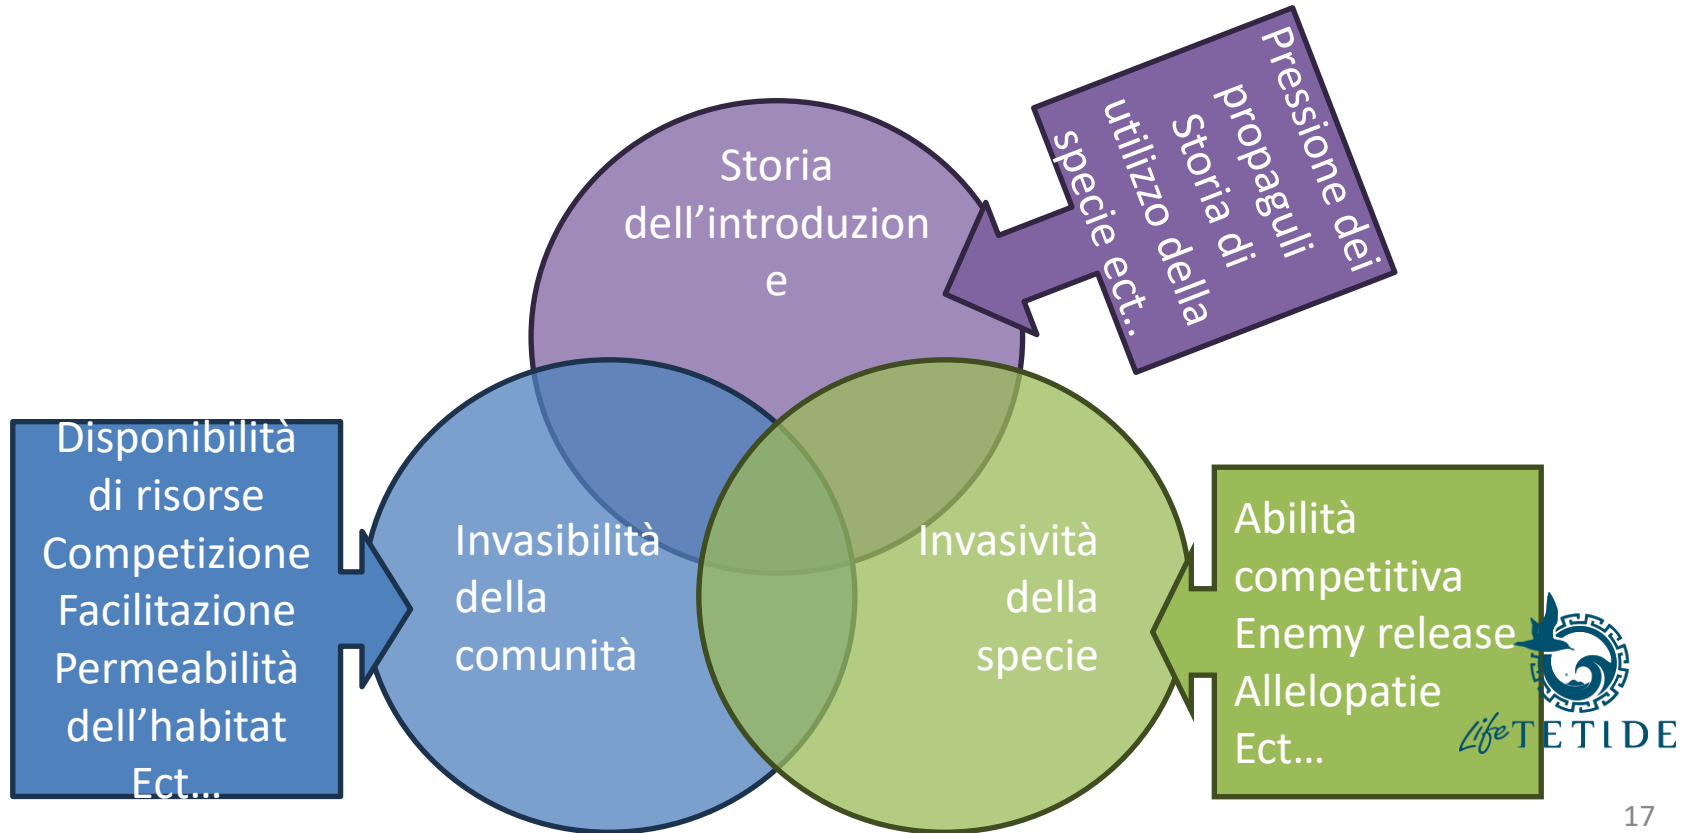 Pressione dei
propaguli
Storia di
utilizzo della
specie ect..
Storia
dell’introduzion
e
Disponibilità
di risorse
Competizione
Facilitazione
Permeabilità
dell’habitat
Ect…
Invasibilità
della
comunità
Invasività
della
specie
Abilità
competitiva
Enemy release
Allelopatie
Ect…
life TETIDE
17